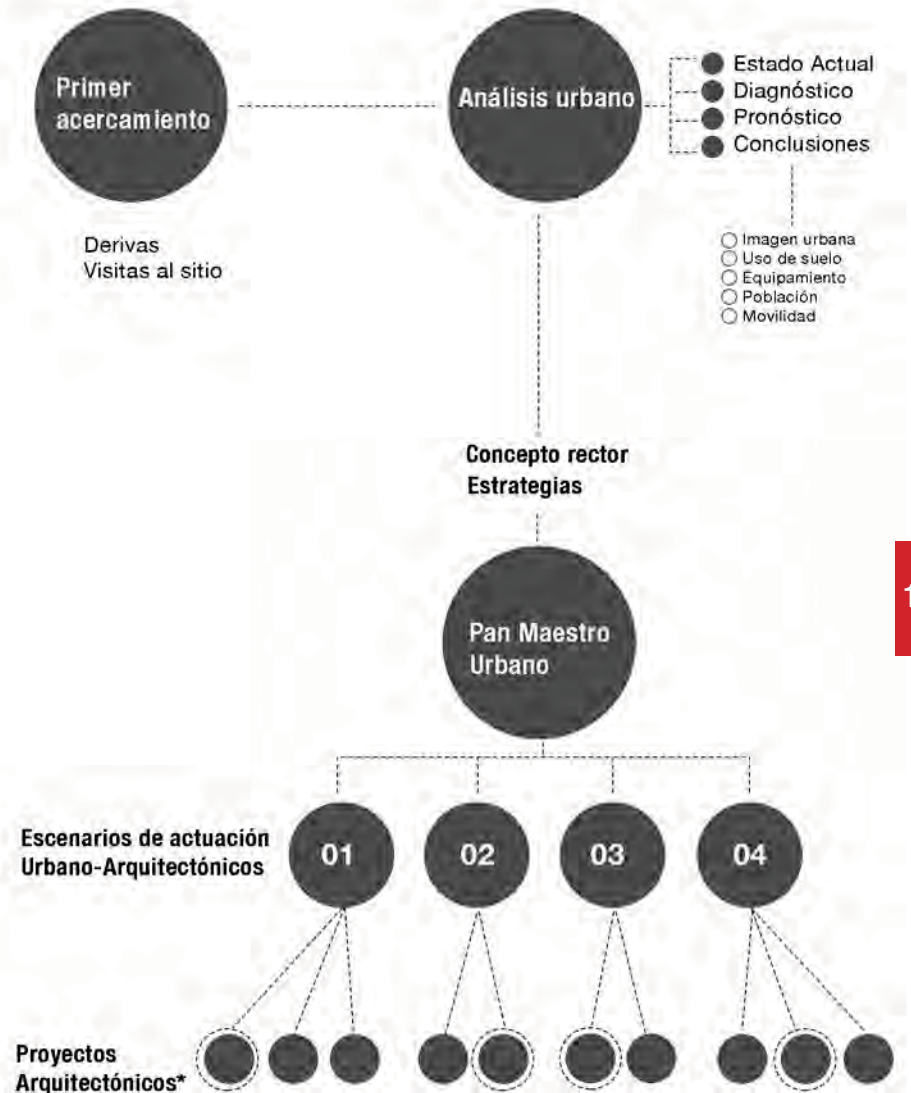 Primer
acercamiento
Derivas
Visitas al sitio
Análisis urbano
Estado Actual
Diagnóstico
Pronóstico
Conclusiones
Imagen urbana
Uso de suelo
Equipamiento
Población
Movilidad
Concepto rector
Estrategias
Pan Maestro
Urbano
Escenarios de actuación
Urbano-Arquitectónicos
01
02
03
04
Proyectos
Arquitectónicos*